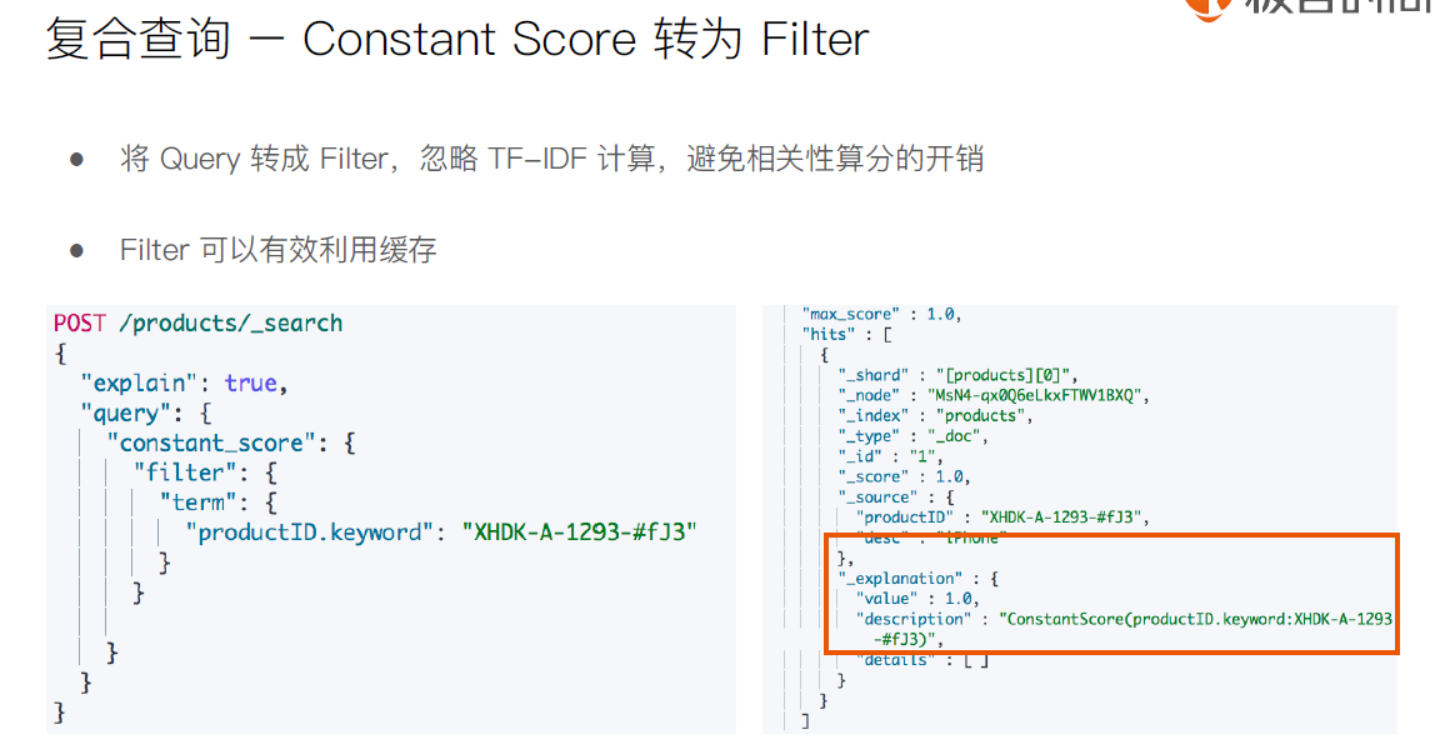 复合查询 – Constant Score 转为 Filter
● 将 Query 转成 Filter，忽略 TF–IDF 计算，避免相关性算分的开销
● Filter 可以有效利用缓存
POST /products/_search
{
"explain": true,
"query": {
"constant_score": {
"filter": {
"term": {
"productID.keyword": "XHDK-A-1293-#fJ3"
}
}
}
}
}
"max_score" : 1.0,
"hits" : [
{
"_shard" : "[products][0]",
"_node" : "MsN4-qx0Q6eLkxFTWV1BXQ",
"_index" : "products",
"_type" : "_doc",
"_id" : "1",
"_score" : 1.0,
"_source" : {
"productID" : "XHDK-A-1293-#fJ3",
"desc" : "iPhone"
},
"_explanation" : {
"value" : 1.0,
"description" : "ConstantScore(productID.keyword:XHDK-A-1293
-#fJ3)",
"details" : [ ]
}
}
]